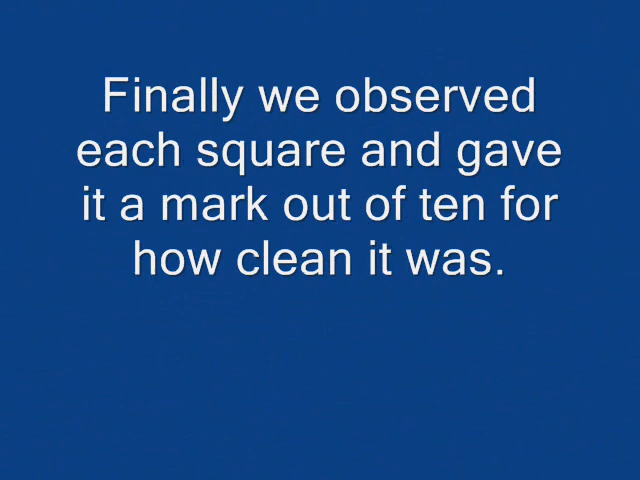 Finally we observed
each square and gave
it a mark out of ten for
how clean it was.